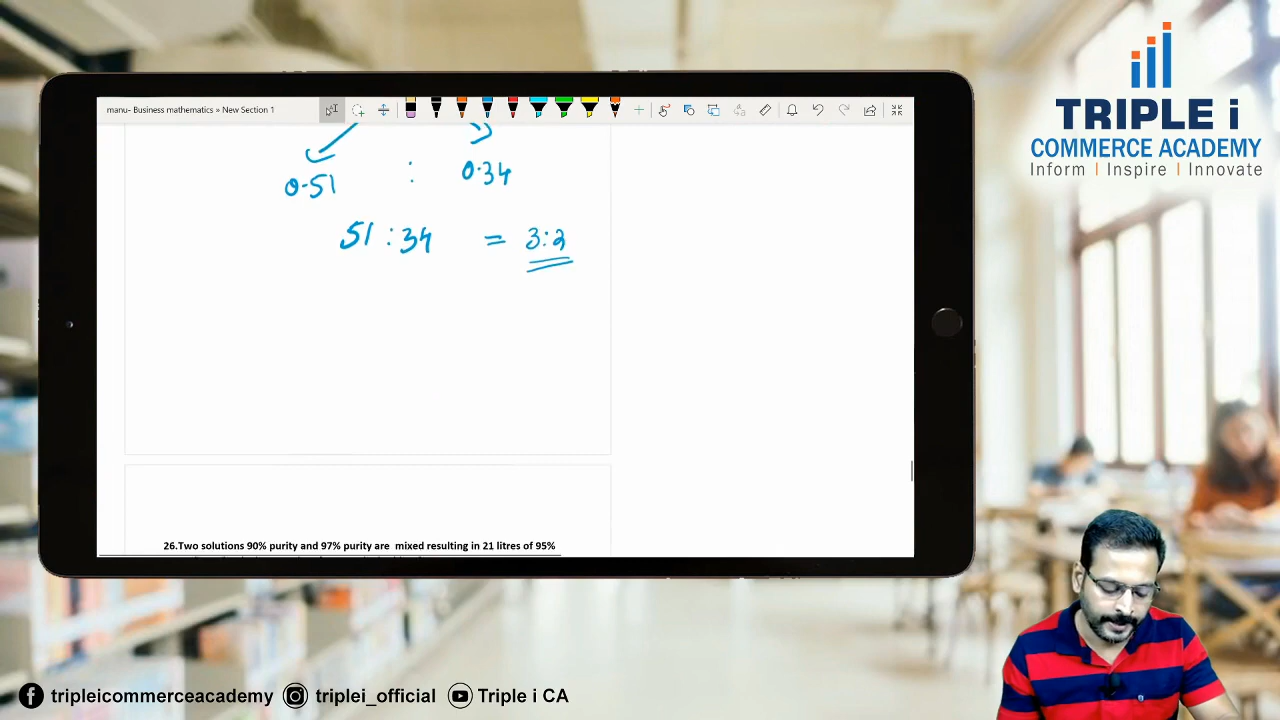 manu- Business mathematics » New Section 1
0.51 : 0.34
51 : 34 = 3:2
26.Two solutions 90% purity and 97% purity are mixed resulting in 21 litres of 95%
TRIPLE i
COMMERCE ACADEMY
Inform | Inspire | Innovate
tripleicommerceacademy triplei_official Triple i CA